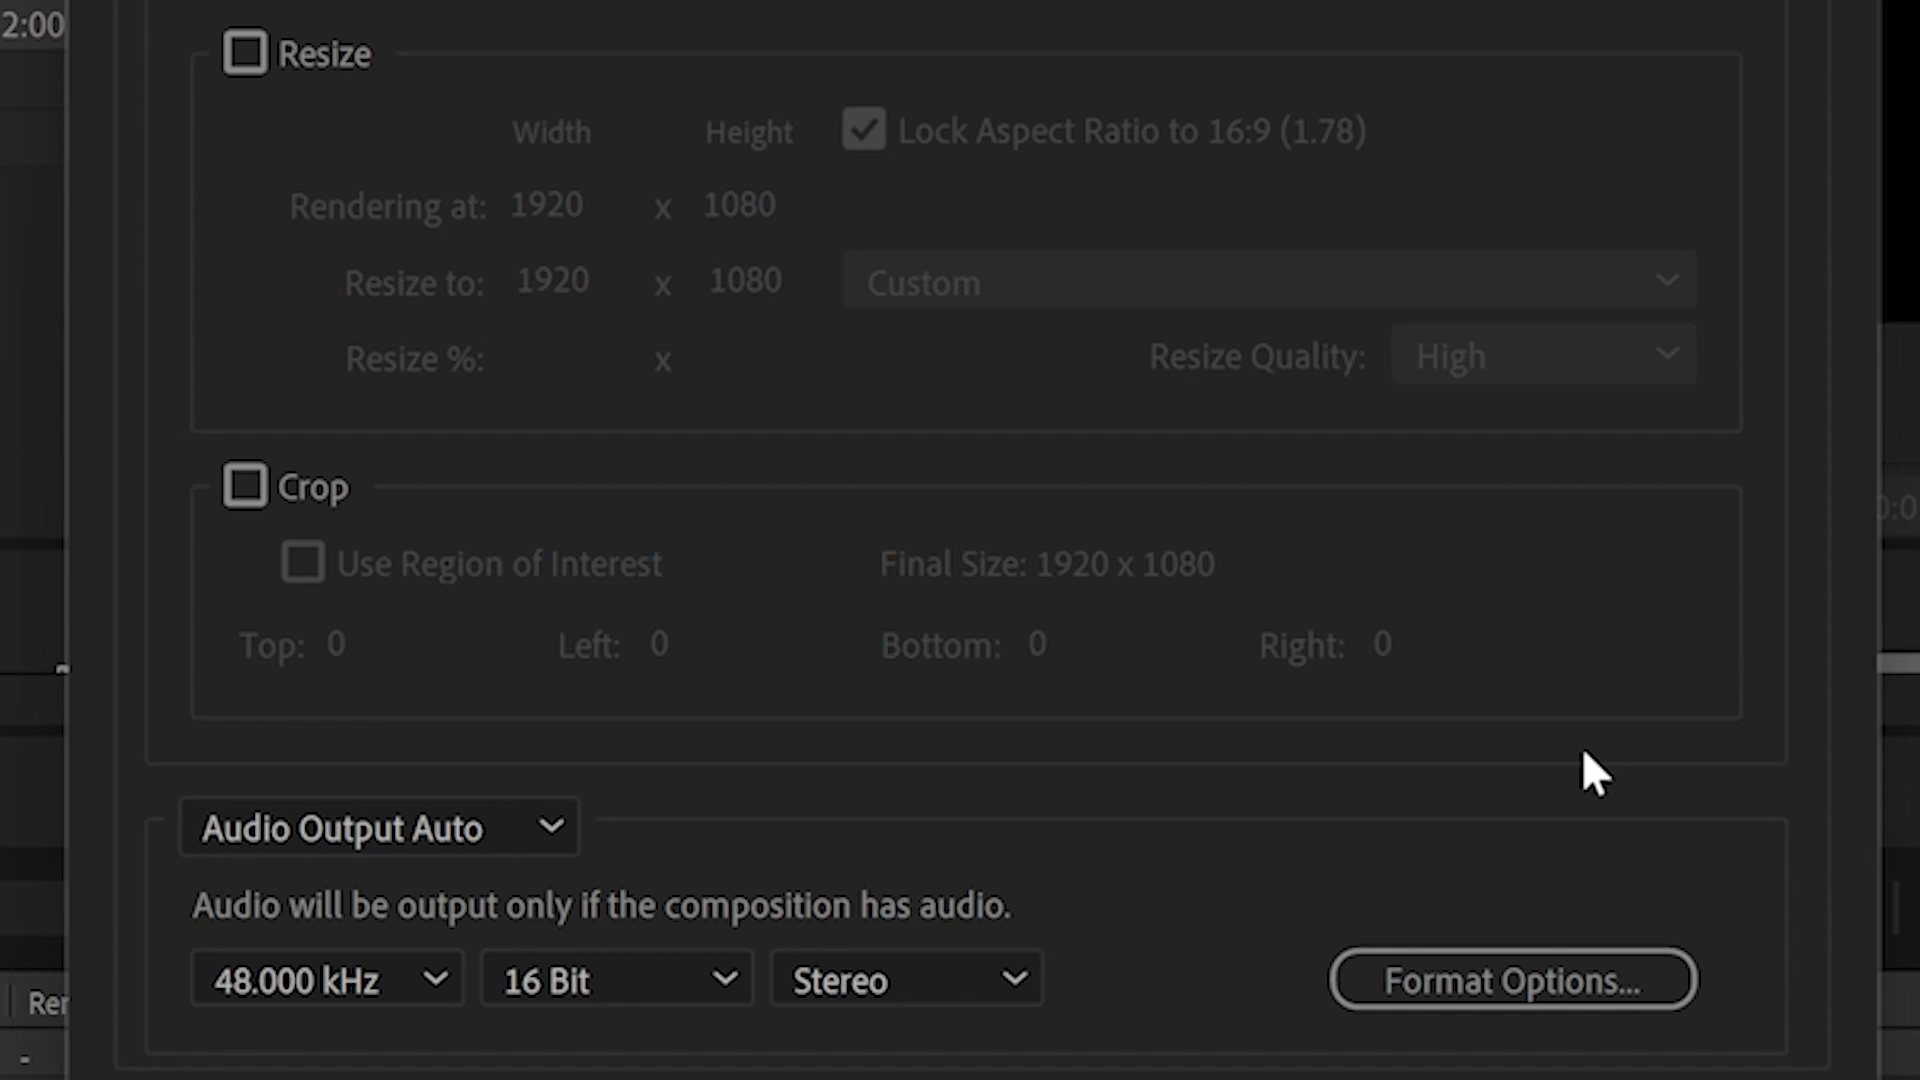 2:00
Resize
Width Height Lock Aspect Ratio to 16:9 (1.78)
Rendering at: 1920 x 1080
Resize to: 1920 x 1080 Custom
Resize %: x Resize Quality: High
Crop
Use Region of Interest Final Size: 1920 x 1080
Top: 0 Left: 0 Bottom: 0 Right: 0
Audio Output Auto
Audio will be output only if the composition has audio.
48.000 kHz 16 Bit Stereo Format Options...
Rer
-